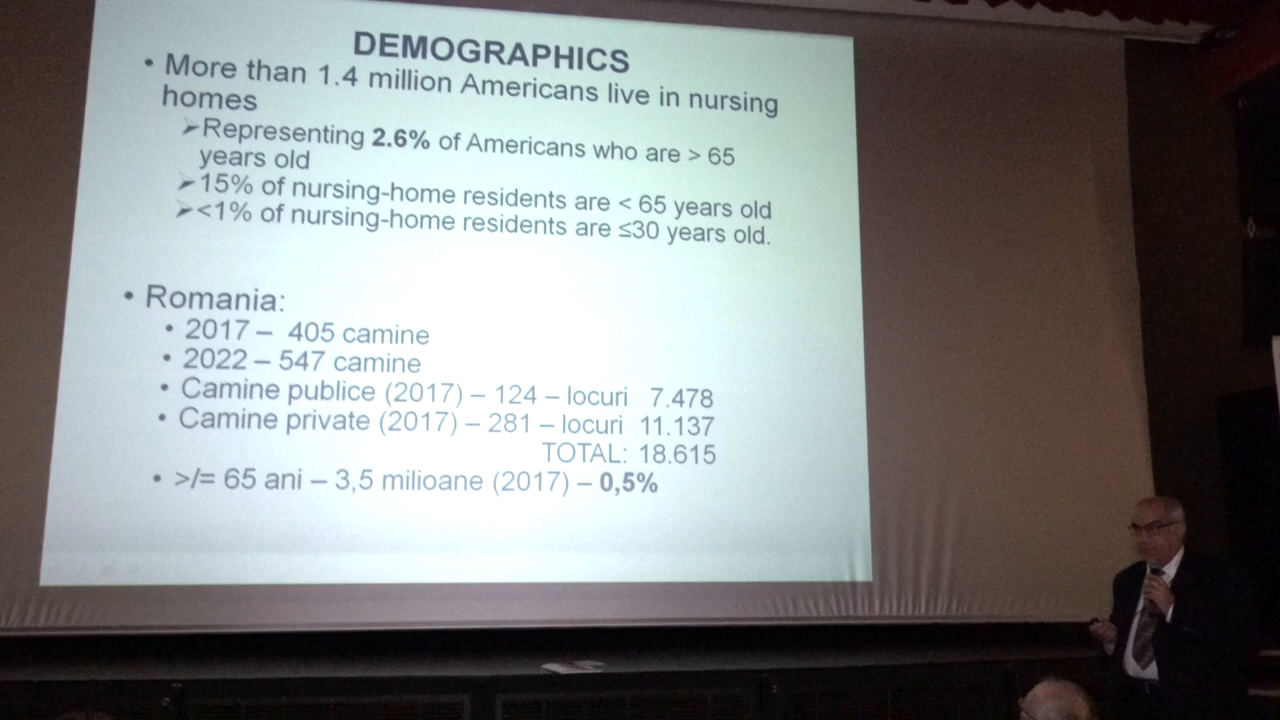 DEMOGRAPHICS
• More than 1.4 million Americans live in nursing
homes
➢Representing 2.6% of Americans who are > 65
years old
➢15% of nursing-home residents are < 65 years old
➢<1% of nursing-home residents are ≤30 years old.
• Romania:
• 2017 – 405 camine
• 2022 – 547 camine
• Camine publice (2017) – 124 – locuri 7.478
• Camine private (2017) – 281 – locuri 11.137
TOTAL: 18.615
• >/= 65 ani – 3,5 milioane (2017) – 0,5%